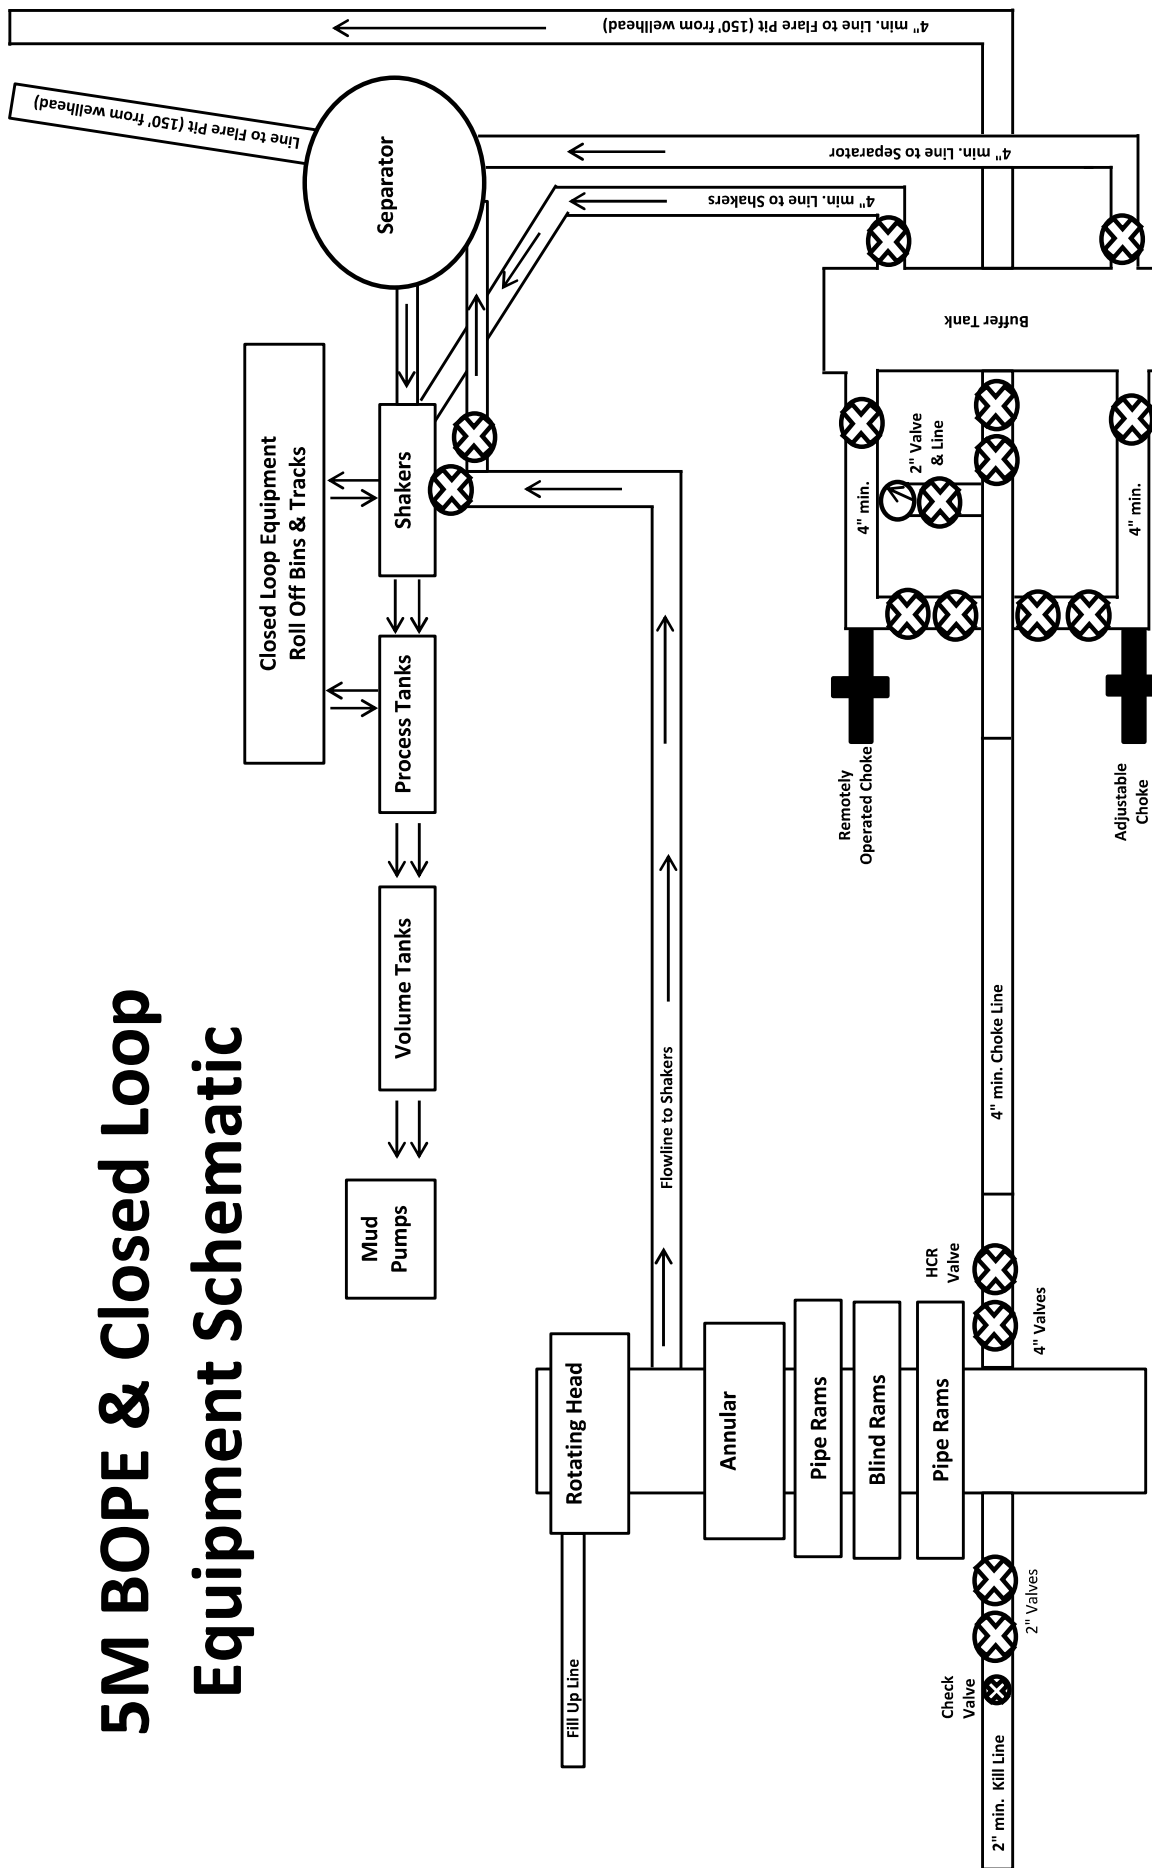 5M BOPE & Closed Loop
Equipment Schematic
Mud
Pumps
Volume Tanks
Process Tanks
Shakers
Closed Loop Equipment
Roll Off Bins & Tracks
Separator
Line to Flare Pit (150' from wellhead)
4" min. Line to Flare Pit (150' from wellhead)
4" min. Line to Separator
4" min. Line to Shakers
Fill Up Line
Rotating Head
Flowline to Shakers
Annular
Pipe Rams
Blind Rams
Pipe Rams
2" min. Kill Line
Check
Valve
2" Valves
HCR
Valve
4" Valves
4" min. Choke Line
Remotely
Operated Choke
Adjustable
Choke
4" min.
2" Valve
& Line
4" min.
Buffer Tank